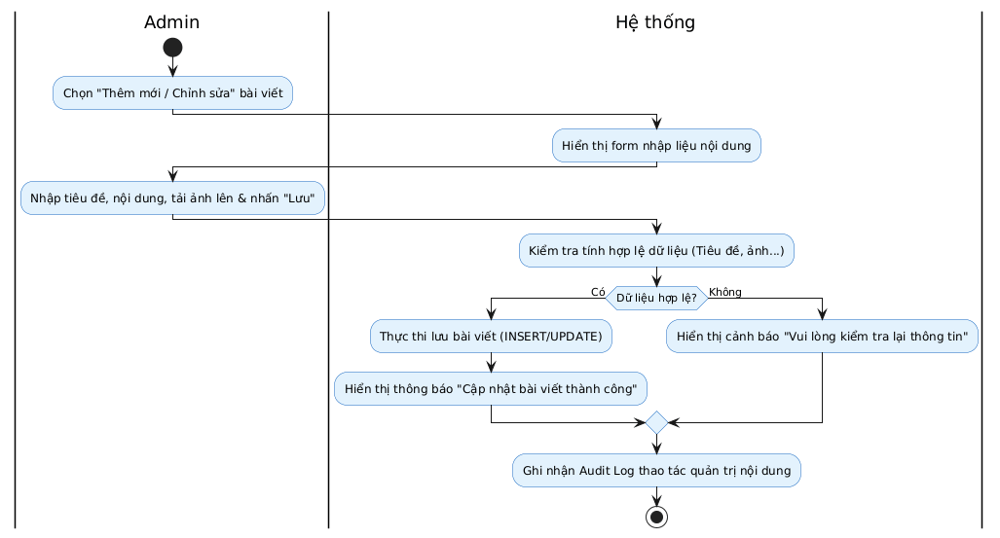 Admin
Hệ thống
Chọn "Thêm mới / Chỉnh sửa" bài viết
Hiển thị form nhập liệu nội dung
Nhập tiêu đề, nội dung, tải ảnh lên & nhấn "Lưu"
Kiểm tra tính hợp lệ dữ liệu (Tiêu đề, ảnh...)
Có
Dữ liệu hợp lệ?
Không
Thực thi lưu bài viết (INSERT/UPDATE)
Hiển thị cảnh báo "Vui lòng kiểm tra lại thông tin"
Hiển thị thông báo "Cập nhật bài viết thành công"
Ghi nhận Audit Log thao tác quản trị nội dung